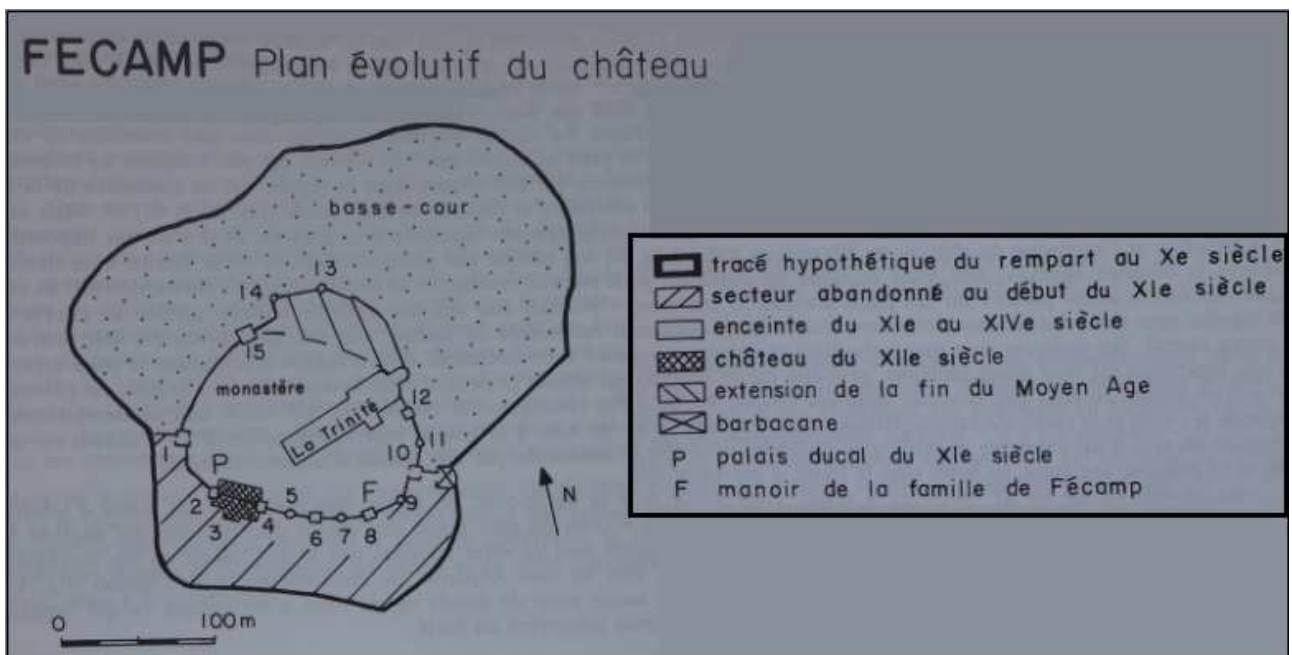 FECAMP Plan évolutif du château
basse-cour
13
14
15
monastère
La Trinité
12
11
10
1
P
F
9
2
3
4
5
6
7
8
N
0 100 m
tracé hypothétique du rempart au Xe siècle
secteur abandonné au début du XIe siècle
enceinte du XIe au XIVe siècle
château du XIIe siècle
extension de la fin du Moyen Age
barbacane
P palais ducal du XIe siècle
F manoir de la famille de Fécamp